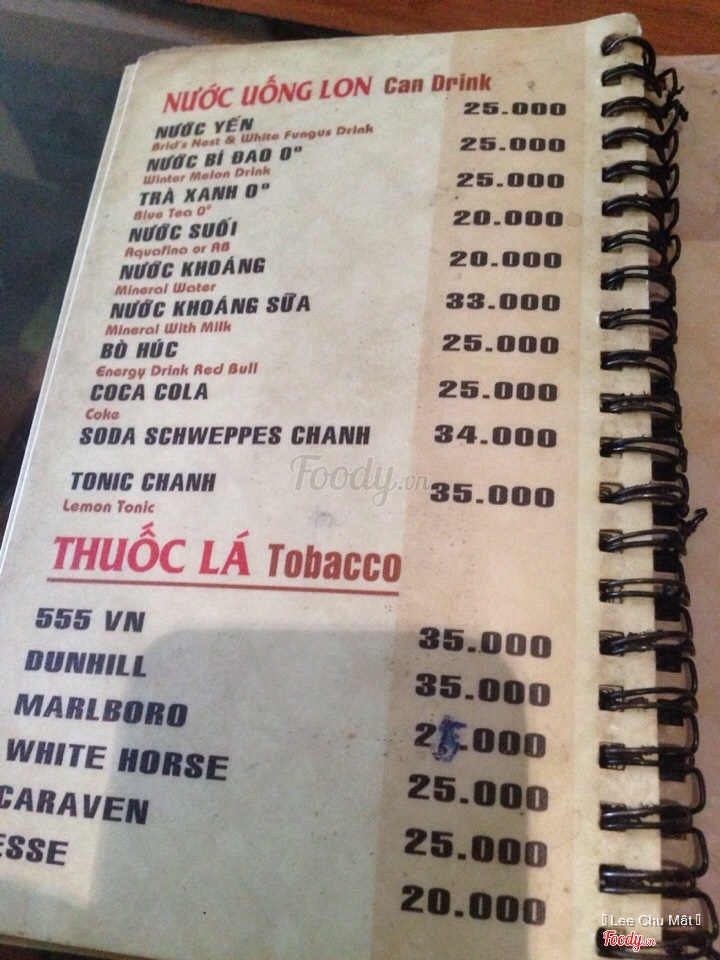 NƯỚC UỐNG LON Can Drink
NƯỚC YẾN 25.000
Brid's Nest & White Fungus Drink
NƯỚC BÍ ĐAO 0° 25.000
Winter Melon Drink
TRÀ XANH 0° 25.000
Blue Tea 0°
NƯỚC SUỐI 20.000
Aquafina or AB
NƯỚC KHOÁNG 20.000
Mineral Water
NƯỚC KHOÁNG SỮA 33.000
Mineral With Milk
BÒ HÚC 25.000
Energy Drink Red Bull
COCA COLA 25.000
Coke
SODA SCHWEPPES CHANH 34.000
Foody.vn
TONIC CHANH 35.000
Lemon Tonic
THUỐC LÁ Tobacco
555 VN 35.000
DUNHILL 35.000
MARLBORO 25.000
WHITE HORSE 25.000
CARAVEN 25.000
ESSE 20.000
Lee Chu Mât
Foody.vn